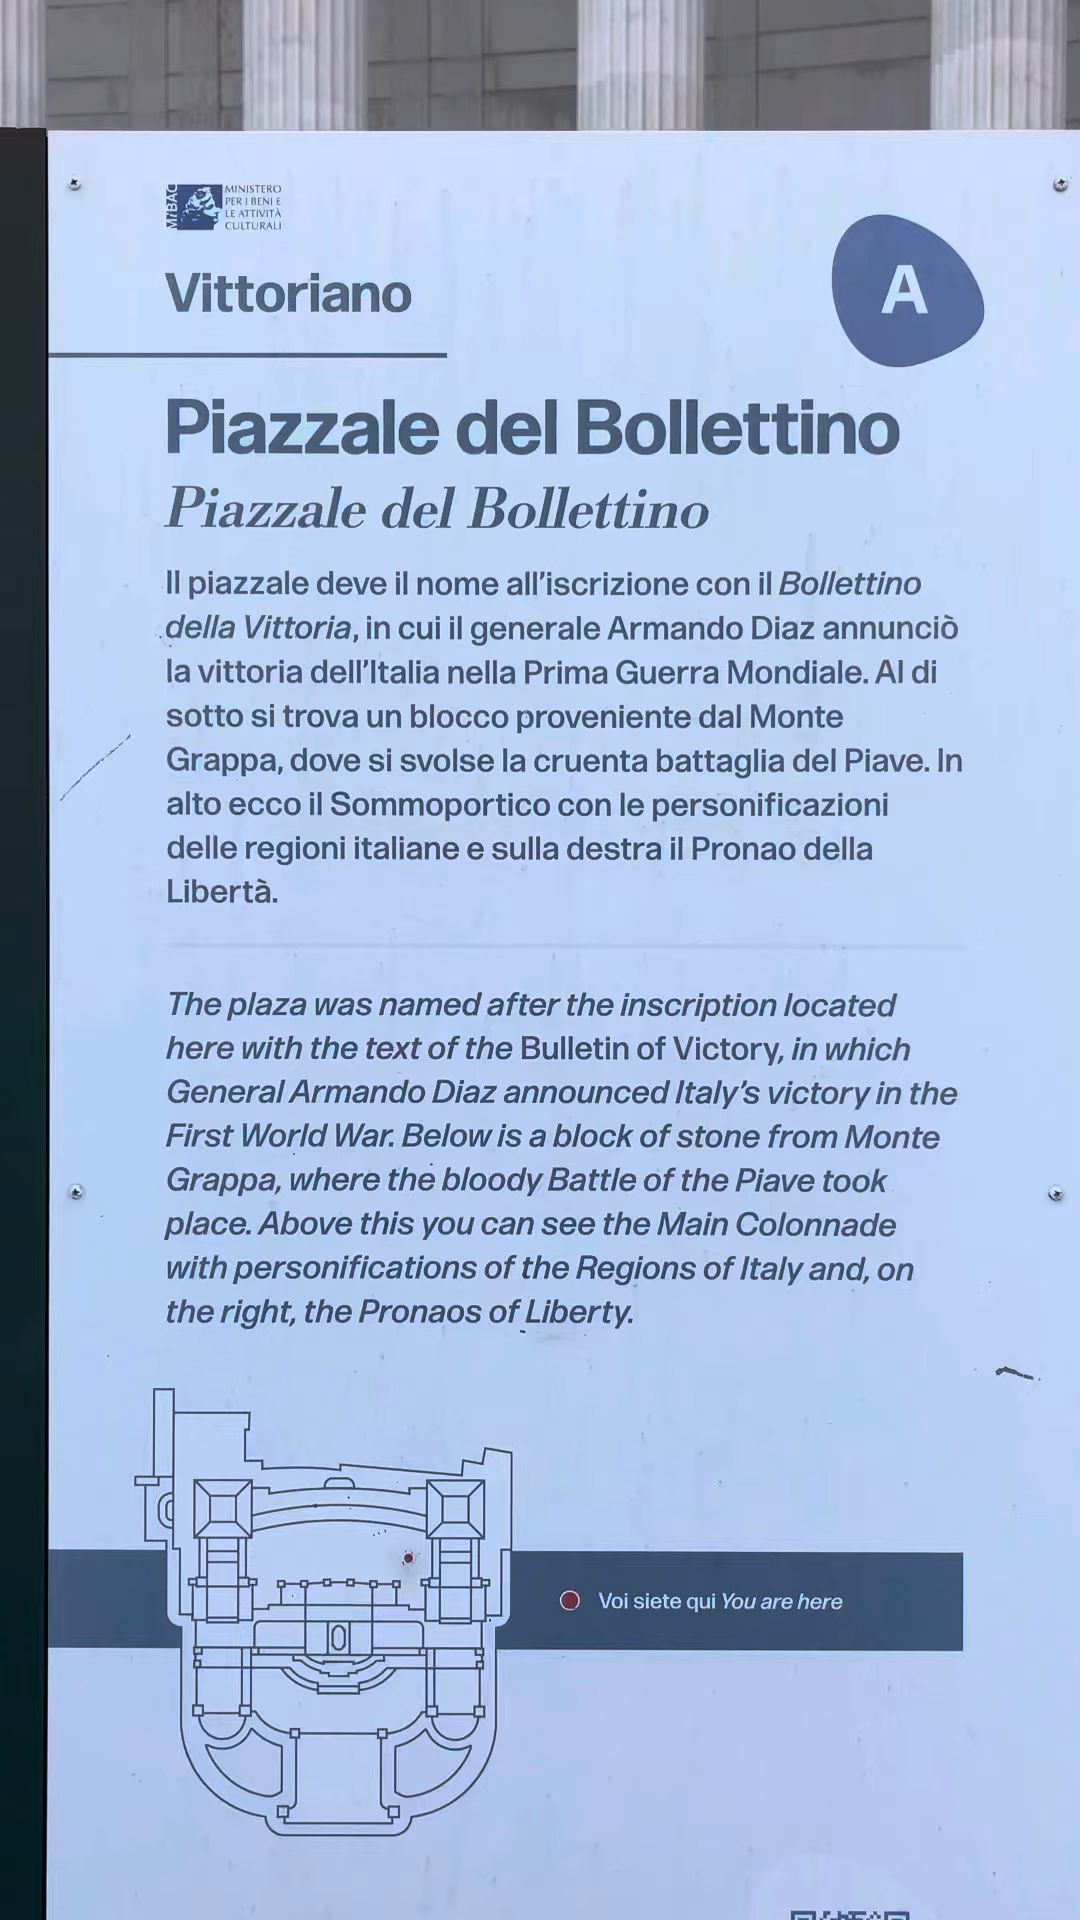 MiBAC
MINISTERO
PER I BENI E
LE ATTIVITÀ
CULTURALI
Vittoriano
A
Piazzale del Bollettino
Piazzale del Bollettino
Il piazzale deve il nome all'iscrizione con il Bollettino
della Vittoria, in cui il generale Armando Diaz annunciò
la vittoria dell'Italia nella Prima Guerra Mondiale. Al di
sotto si trova un blocco proveniente dal Monte
Grappa, dove si svolse la cruenta battaglia del Piave. In
alto ecco il Sommoportico con le personificazioni
delle regioni italiane e sulla destra il Pronao della
Libertà.
The plaza was named after the inscription located
here with the text of the Bulletin of Victory, in which
General Armando Diaz announced Italy's victory in the
First World War. Below is a block of stone from Monte
Grappa, where the bloody Battle of the Piave took
place. Above this you can see the Main Colonnade
with personifications of the Regions of Italy and, on
the right, the Pronaos of Liberty.
Voi siete qui You are here